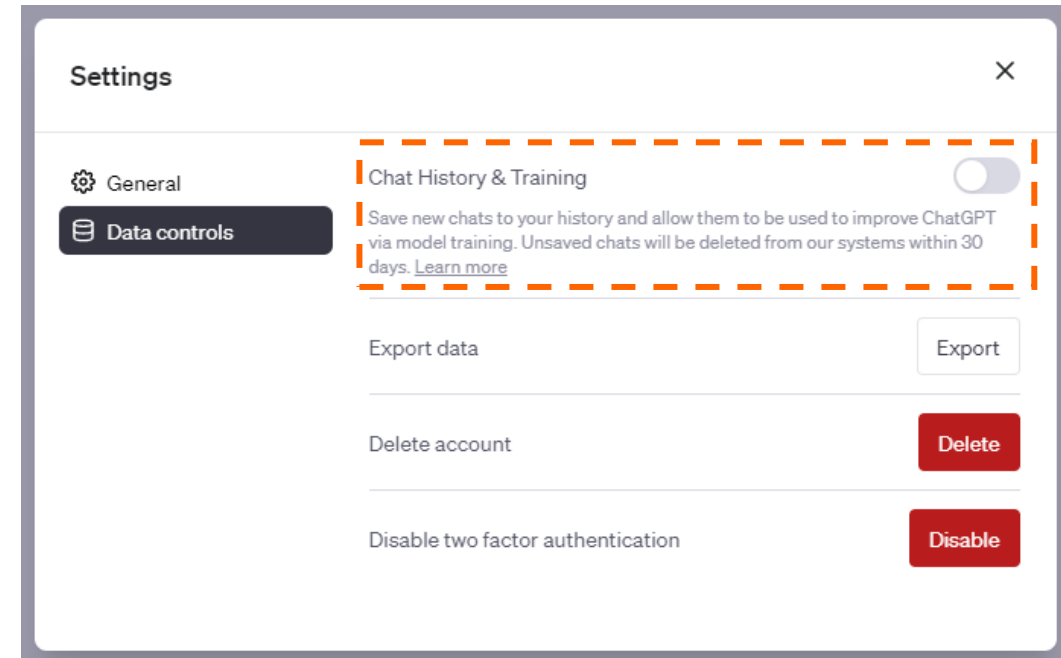 Settings
General
Data controls
Chat History & Training
Save new chats to your history and allow them to be used to improve ChatGPT
via model training. Unsaved chats will be deleted from our systems within 30
days. Learn more
Export data
Export
Delete account
Delete
Disable two factor authentication
Disable